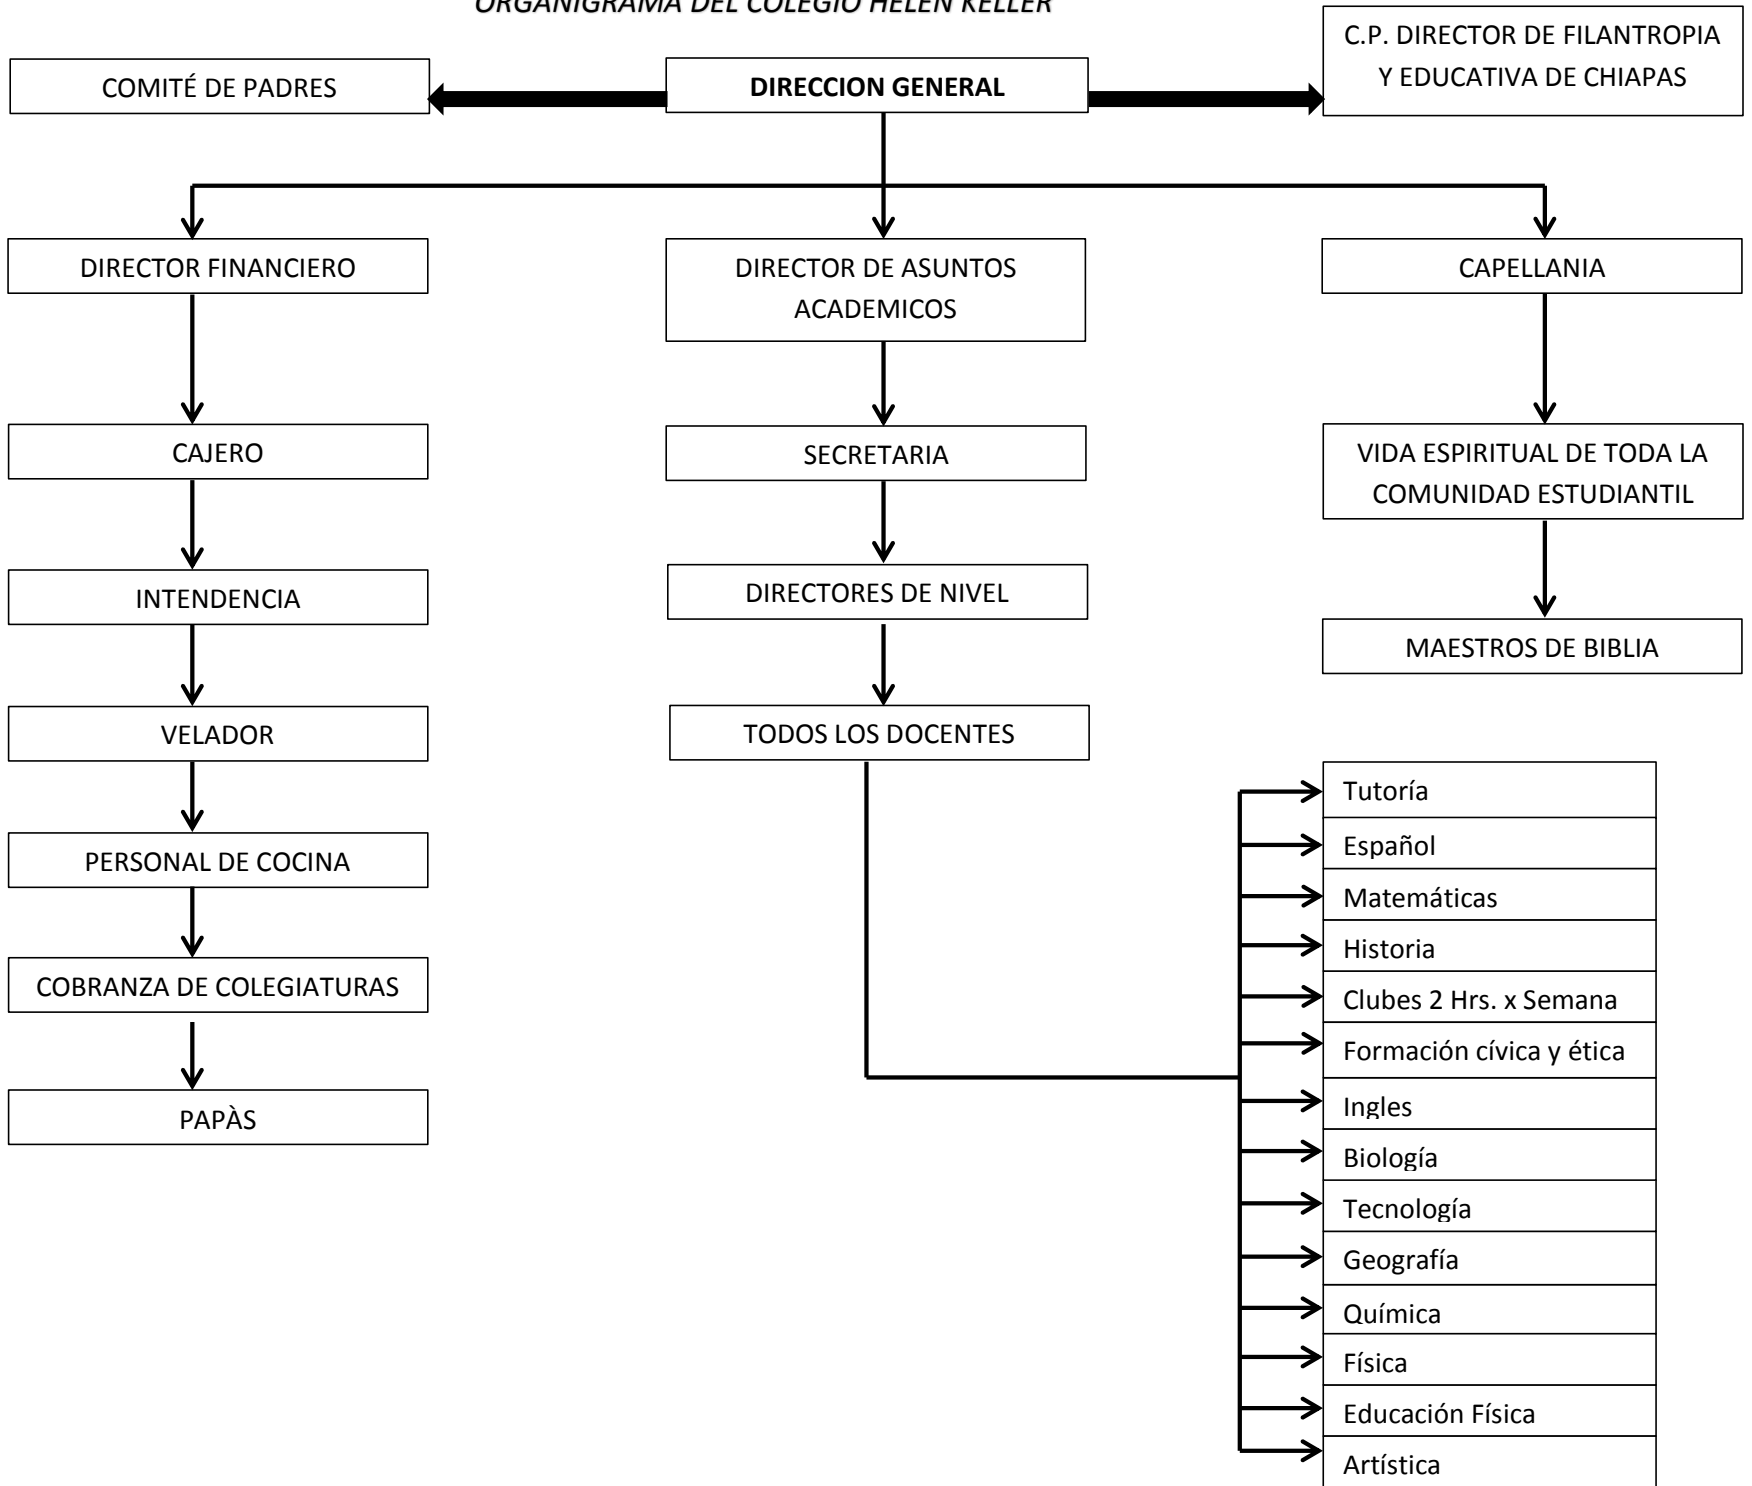 ORGANIGRAMA DEL COLEGIO HELEN KELLER
COMITÉ DE PADRES
DIRECCION GENERAL
C.P. DIRECTOR DE FILANTROPIA
Y EDUCATIVA DE CHIAPAS
DIRECTOR FINANCIERO
DIRECTOR DE ASUNTOS
ACADEMICOS
CAPELLANIA
CAJERO
SECRETARIA
VIDA ESPIRITUAL DE TODA LA
COMUNIDAD ESTUDIANTIL
INTENDENCIA
DIRECTORES DE NIVEL
MAESTROS DE BIBLIA
VELADOR
TODOS LOS DOCENTES
PERSONAL DE COCINA
COBRANZA DE COLEGIATURAS
PAPÀS
Tutoría
Español
Matemáticas
Historia
Clubes 2 Hrs. x Semana
Formación cívica y ética
Ingles
Biología
Tecnología
Geografía
Química
Física
Educación Física
Artística